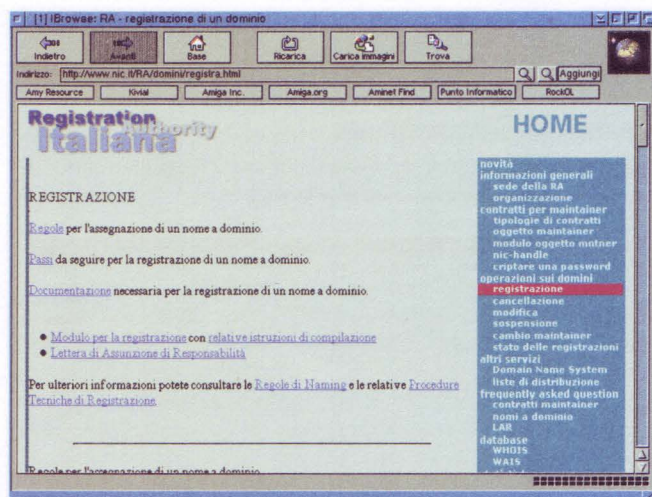 [1] IBrowse: RA - registrazione di un dominio
Indietro
Avanti
Base
Ricarica
Carica immagini
Trova
Indirizzo: http://www.nic.it/RA/domini/registra.html
Aggiungi
Amy Resource
Kivial
Amiga Inc.
Amiga.org
Aminet Find
Punto Informatico
RockOL
Registration
Authority
Italiana
HOME
REGISTRAZIONE
Regole per l'assegnazione di un nome a dominio.
Passi da seguire per la registrazione di un nome a dominio.
Documentazione necessaria per la registrazione di un nome a dominio.
Modulo per la registrazione con relative istruzioni di compilazione
Lettera di Assunzione di Responsabilità
Per ulteriori informazioni potete consultare le Regole di Naming e le relative Procedure
Tecniche di Registrazione.
Regole per l'assegnazione di un nome a dominio.
novità
informazioni generali
sede della RA
organizzazione
contratti per maintainer
tipologie di contratti
oggetto maintainer
modulo oggetto mntner
nic-handle
criptare una password
operazioni sui domini
registrazione
cancellazione
modifica
sospensione
cambio maintainer
stato delle registrazioni
altri servizi
Domain Name System
liste di distribuzione
frequently asked question
contratti maintainer
nomi a dominio
LAR
database
WHOIS
WAIS